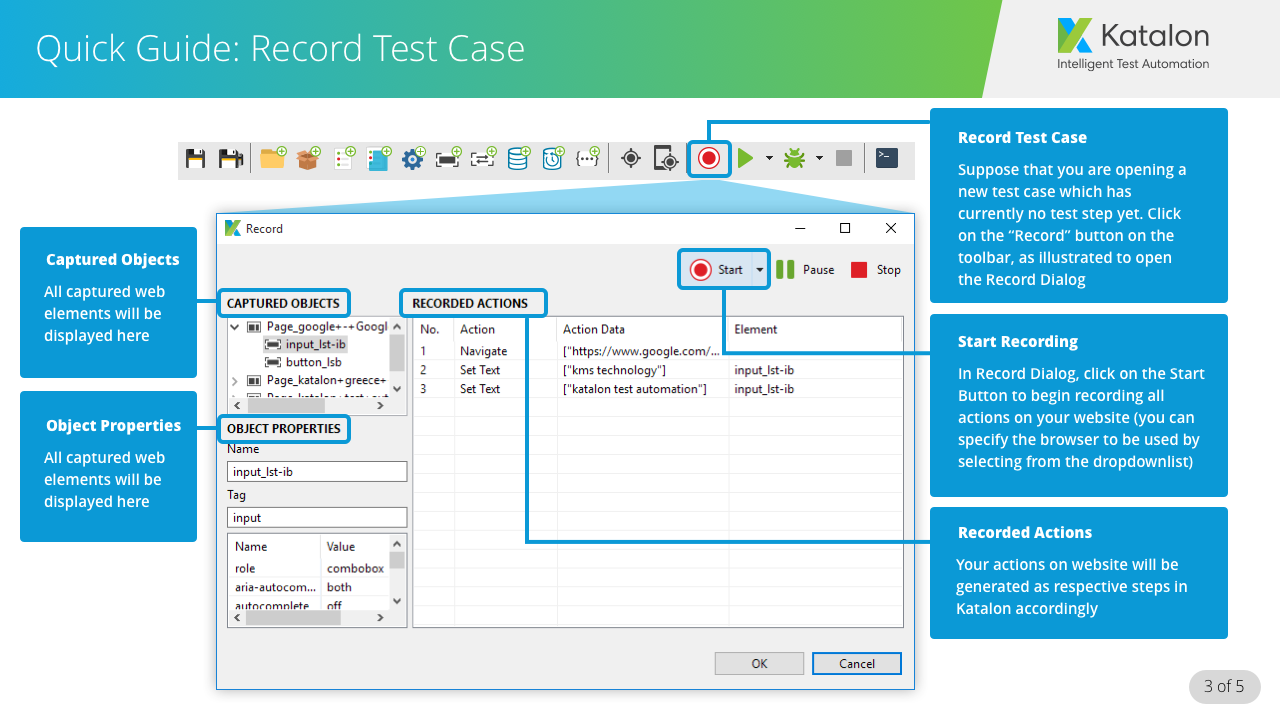 Quick Guide: Record Test Case
Katalon
Intelligent Test Automation
Record Test Case
Suppose that you are opening a
new test case which has
currently no test step yet. Click
on the “Record” button on the
toolbar, as illustrated to open
the Record Dialog
Captured Objects
All captured web
elements will be
displayed here
Object Properties
All captured web
elements will be
displayed here
Record
Start
Pause
Stop
CAPTURED OBJECTS
Page_google+-+Googl
input_lst-ib
button_lsb
Page_katalon+greece+
OBJECT PROPERTIES
Name
input_lst-ib
Tag
input
Name Value
role combobox
aria-autocom... both
autocomplete off
RECORDED ACTIONS
No. Action Action Data Element
1 Navigate ["https://www.google.com/...
2 Set Text ["kms technology"] input_lst-ib
3 Set Text ["katalon test automation"] input_lst-ib
OK
Cancel
Start Recording
In Record Dialog, click on the Start
Button to begin recording all
actions on your website (you can
specify the browser to be used by
selecting from the dropdownlist)
Recorded Actions
Your actions on website will be
generated as respective steps in
Katalon accordingly
3 of 5